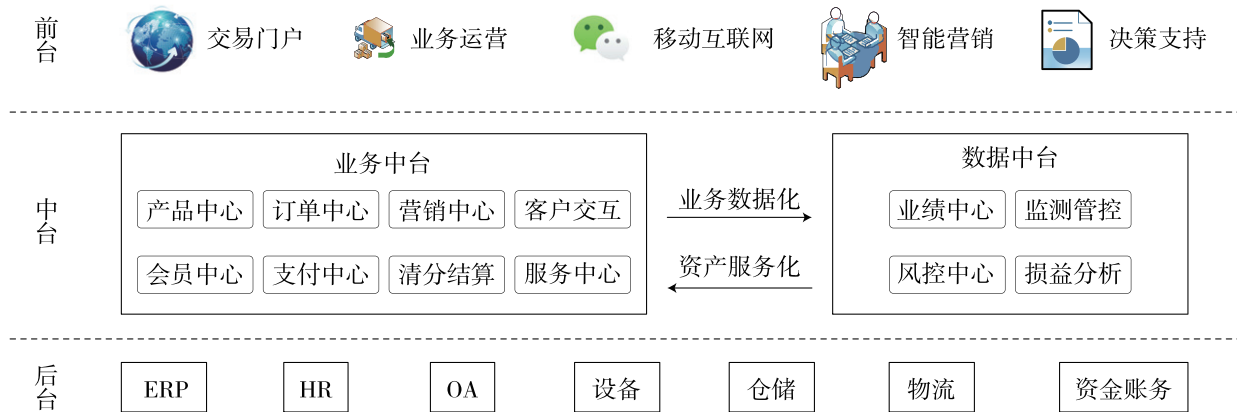 前台
交易门户
业务运营
移动互联网
智能营销
决策支持
中台
业务中台
产品中心
订单中心
营销中心
客户交互
会员中心
支付中心
清分结算
服务中心
业务数据化
资产服务化
数据中台
业绩中心
监测管控
风控中心
损益分析
后台
ERP
HR
OA
设备
仓储
物流
资金账务